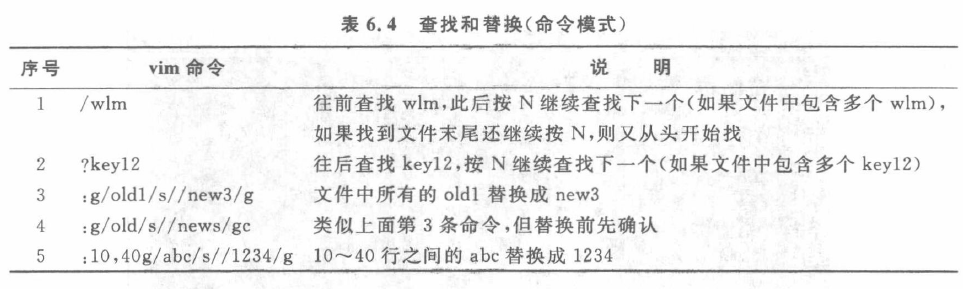 表 6.4 查找和替换(命令模式)
序号 vim 命令 说 明
1 /wlm 往前查找 wlm,此后按 N 继续查找下一个(如果文件中包含多个 wlm),
如果找到文件末尾还继续按 N,则又从头开始找
2 ?key12 往后查找 key12,按 N 继续查找下一个(如果文件中包含多个 key12)
3 :g/old1/s//new3/g 文件中所有的 old1 替换成 new3
4 :g/old/s//news/gc 类似上面第 3 条命令,但替换前先确认
5 :10,40g/abc/s//1234/g 10～40 行之间的 abc 替换成 1234